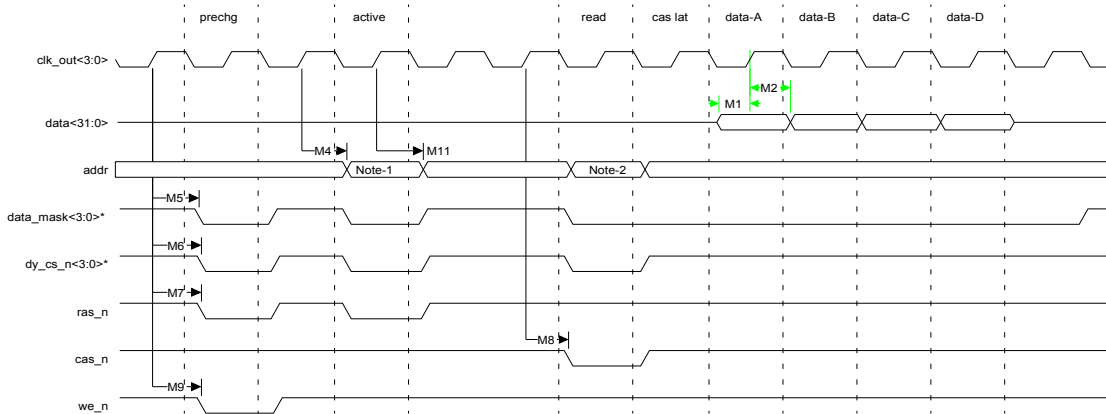 prechg active read cas lat data-A data-B data-C data-D
clk_out<3:0>
M2
M1
data<31:0>
M4 M11
addr Note-1 Note-2
M5
data_mask<3:0>*
M6
dy_cs_n<3:0>*
M7
ras_n
M8
cas_n
M9
we_n